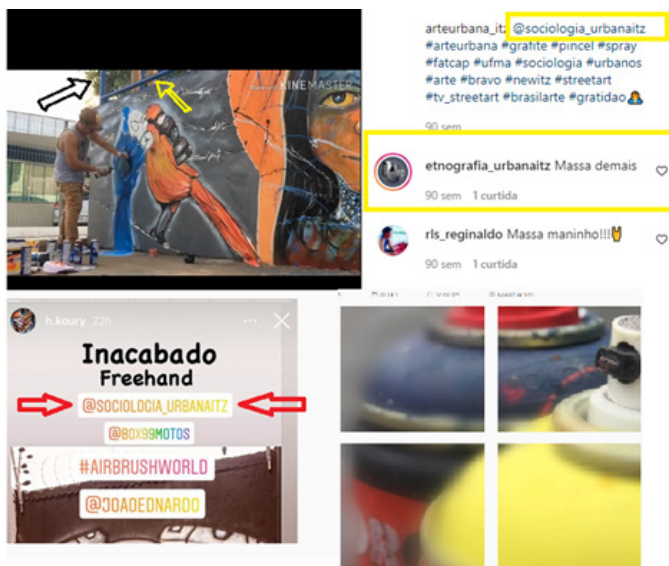 KINEMASTER
arteurbana_itz @sociologia_urbanaitz
#arteurbana #grafite #pincel #spray
#fatcap #ufma #sociologia #urbanos
#arte #bravo #newitz #streetart
#tv_streetart #brasilarte #gratidao🙇
90 sem
etnografia_urbanaitz Massa demais
90 sem 1 curtida
rls_reginaldo Massa maninho!!!🤘
90 sem 1 curtida
h.koury 22h
Inacabado
Freehand
@SOCIOLOGIA_URBANAITZ
@BOX99MOTOS
#AIRBRUSHWORLD
@JOAOEDNARDO